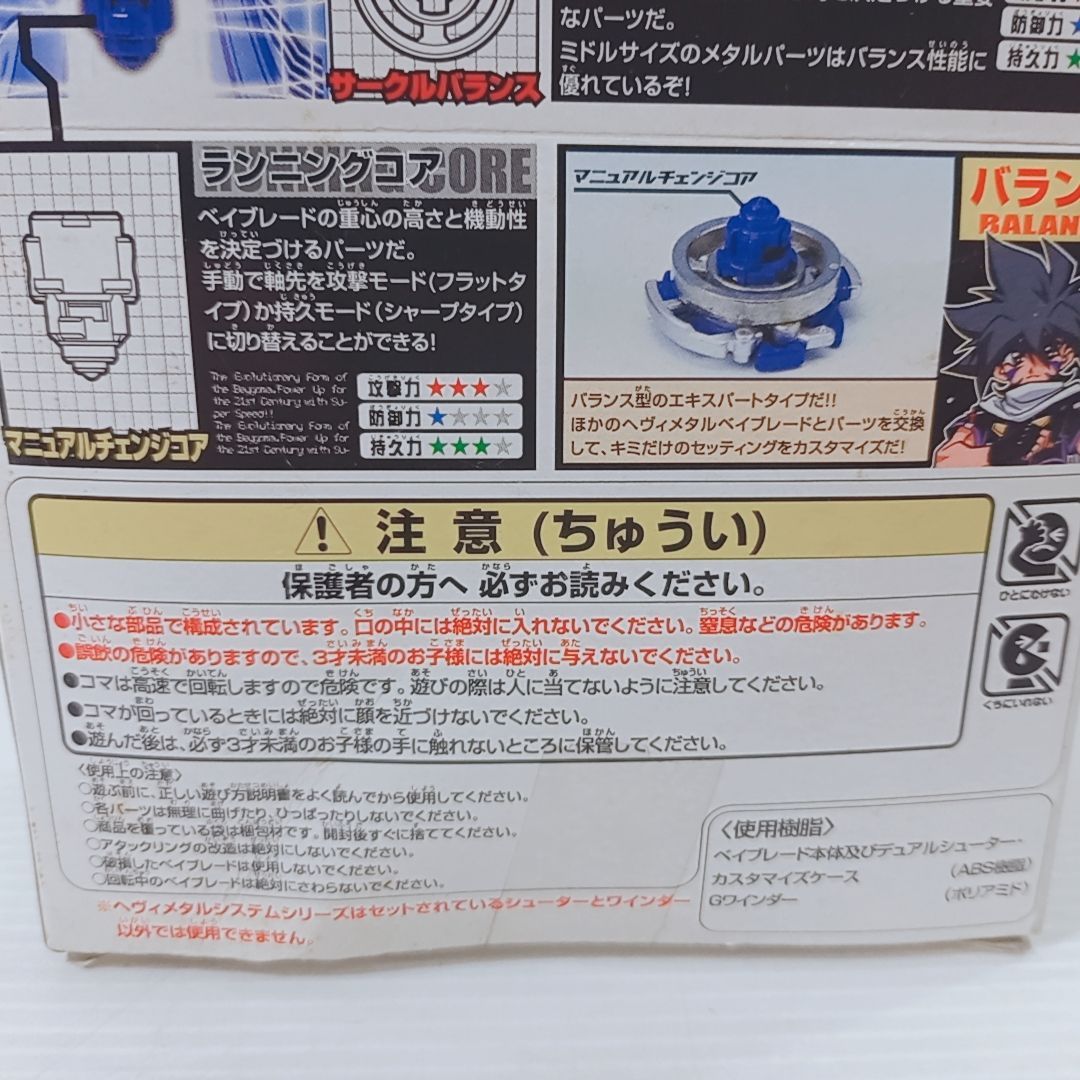 なパーツだ。
ミドルサイズのメタルパーツはバランス性能に
優れているぞ!
防御力
持久力
サークルバランス
ランニングコア
RUNNING CORE
ベイブレードの重心の高さと機動性
を決定づけるパーツだ。
手動で軸先を攻撃モード(フラットタ
イプ)か持久モード(シャープタイプ)
に切り替えることができる!
The Evolutionary Form of
the Beygoma.Power Up for
the 21st Century with Su-
per Speed!!
The Evolutionary Form of
the Beygoma.Power Up for
the 21st Century with Su-
攻撃力 ★★★★
防御力 ★★★★
持久力 ★★★★
マニュアルチェンジコア
マニュアルチェンジコア
バランス型のエキスパートタイプだ!!
ほかのヘヴィメタルベイブレードとパーツを交換
して、キミだけのセッティングをカスタマイズだ!
バラン
BALAN
⚠ 注意 (ちゅうい)
保護者の方へ 必ずお読みください。
●小さな部品で構成されています。口の中には絶対に入れないでください。窒息などの危険があります。
●誤飲の危険がありますので、3才未満のお子様には絶対に与えないでください。
●コマは高速で回転しますので危険です。遊びの際は人に当てないように注意してください。
●コマが回っているときには絶対に顔を近づけないでください。
●遊んだ後は、必ず3才未満のお子様の手に触れないところに保管してください。
ひとにむけない
くちにいれない
〈使用上の注意〉
○遊ぶ前に、正しい遊び方説明書をよく読んでから使用してください。
○各パーツは無理に曲げたり、ひっぱったりしないでください。
○商品を覆っている袋は梱包材です。開封後すぐに捨ててください。
○アタックリングの改造は絶対にしないでください。
○破損したベイブレードは使用しないでください。
○回転中のベイブレードは絶対にさわらないでください。
※ヘヴィメタルシステムシリーズはセットされているシューターとワインダー
以外では使用できません。
〈使用樹脂〉
ベイブレード本体及びデュアルシューター・
カスタマイズケース (ABS樹脂)
Gワインダー (ポリアミド)